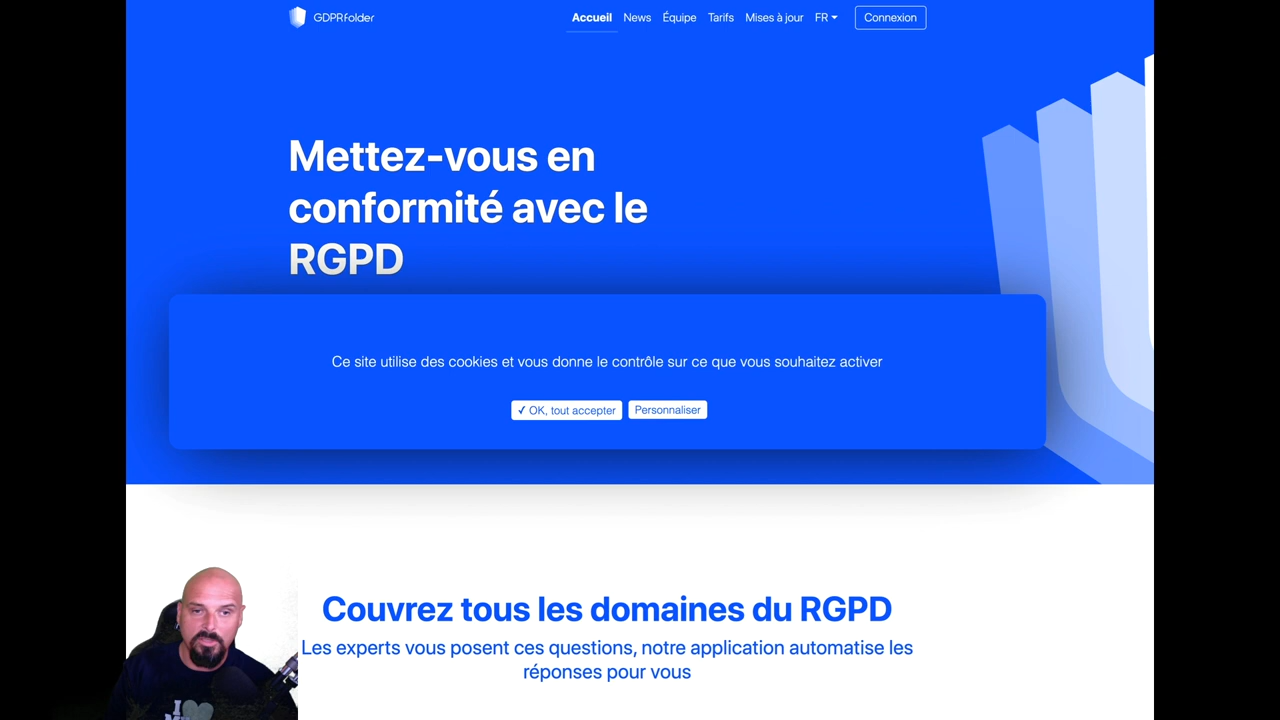 GDPRfolder
Accueil News Équipe Tarifs Mises à jour FR Connexion
Mettez-vous en
conformité avec le
RGPD
Ce site utilise des cookies et vous donne le contrôle sur ce que vous souhaitez activer
✓ OK, tout accepter Personnaliser
Couvrez tous les domaines du RGPD
Les experts vous posent ces questions, notre application automatise les
réponses pour vous
I